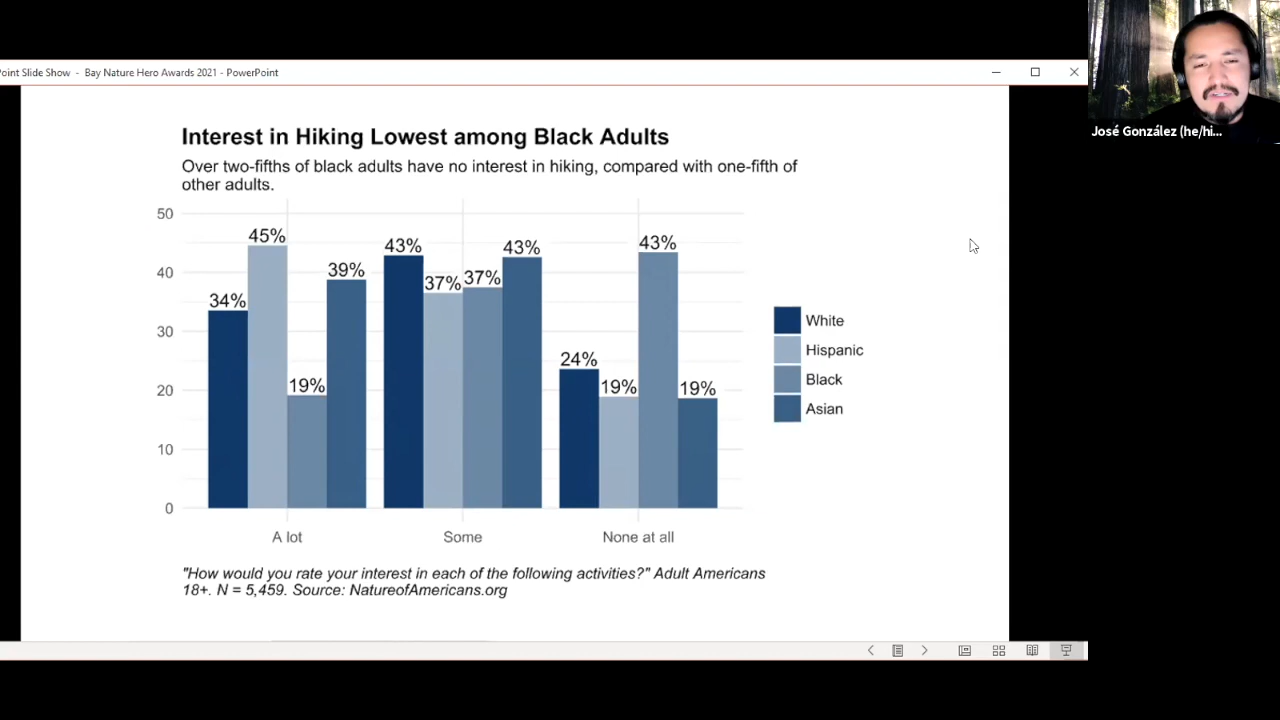 oint Slide Show - Bay Nature Hero Awards 2021 - PowerPoint
José González (he/hi...
Interest in Hiking Lowest among Black Adults
Over two-fifths of black adults have no interest in hiking, compared with one-fifth of
other adults.
50
40
30
20
10
0
34%
45%
19%
39%
43%
37%
37%
43%
24%
19%
43%
19%
A lot
Some
None at all
White
Hispanic
Black
Asian
"How would you rate your interest in each of the following activities?" Adult Americans
18+. N = 5,459. Source: NatureofAmericans.org